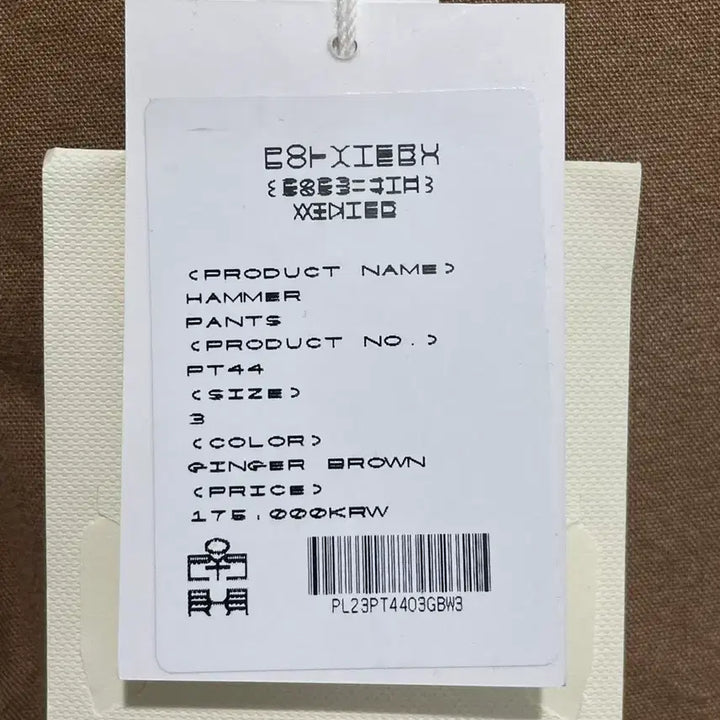 <PRODUCT NAME>
HAMMER
PANTS
<PRODUCT NO.>
PT44
<SIZE>
3
<COLOR>
GINGER BROWN
<PRICE>
175,000KRW
PL23PT4403GBW3